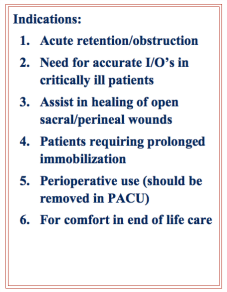 Indications:
1. Acute retention/obstruction
2. Need for accurate I/O’s in
critically ill patients
3. Assist in healing of open
sacral/perineal wounds
4. Patients requiring prolonged
immobilization
5. Perioperative use (should be
removed in PACU)
6. For comfort in end of life care